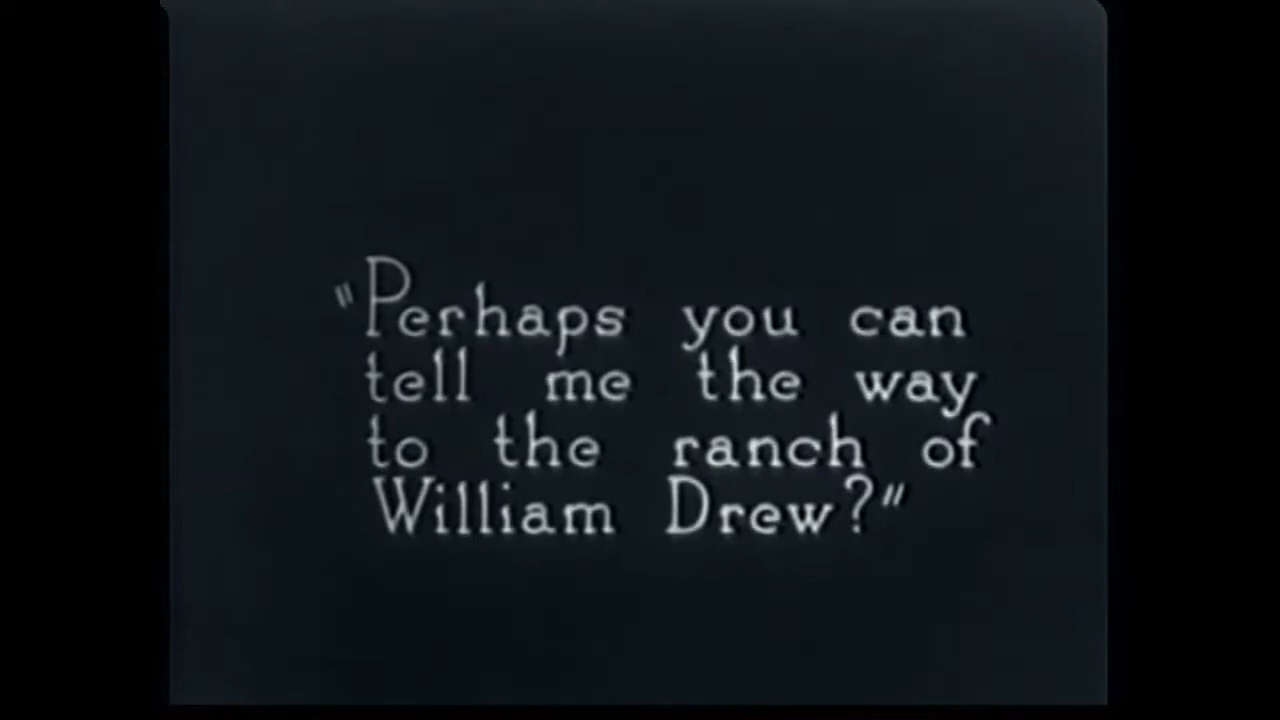 "Perhaps you can
tell me the way
to the ranch of
William Drew?"